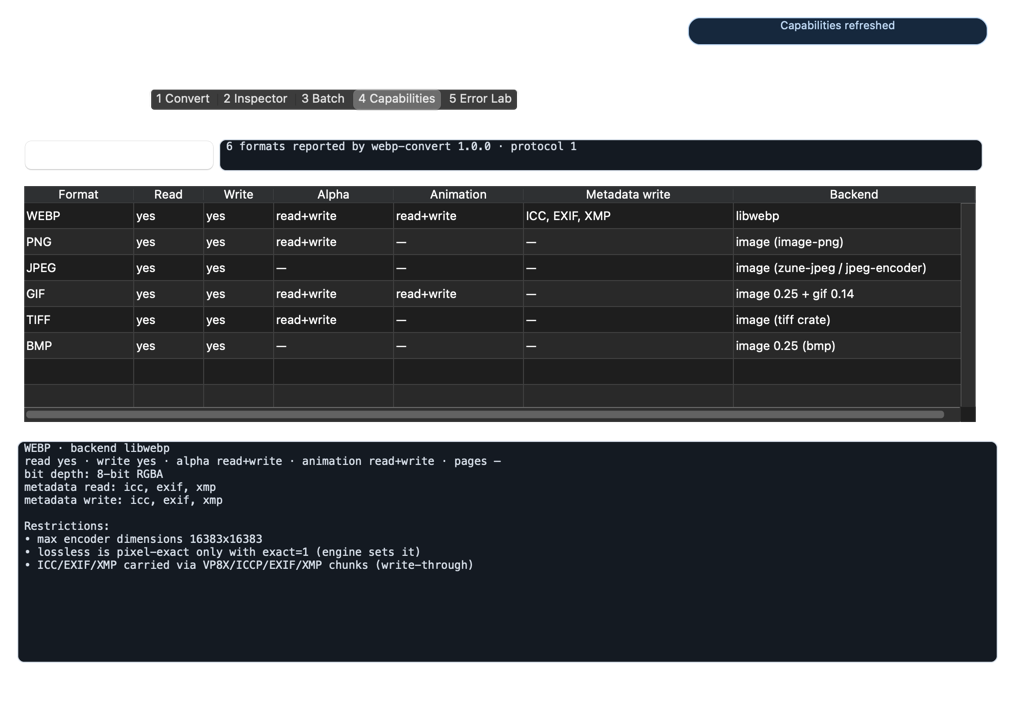 Capabilities refreshed
1 Convert 2 Inspector 3 Batch 4 Capabilities 5 Error Lab
6 formats reported by webp-convert 1.0.0 · protocol 1
Format Read Write Alpha Animation Metadata write Backend
WEBP yes yes read+write read+write ICC, EXIF, XMP libwebp
PNG yes yes read+write — — image (image-png)
JPEG yes yes — — — image (zune-jpeg / jpeg-encoder)
GIF yes yes read+write read+write — image 0.25 + gif 0.14
TIFF yes yes read+write — — image (tiff crate)
BMP yes yes — — — image 0.25 (bmp)
WEBP · backend libwebp
read yes · write yes · alpha read+write · animation read+write · pages —
bit depth: 8-bit RGBA
metadata read: icc, exif, xmp
metadata write: icc, exif, xmp
Restrictions:
• max encoder dimensions 16383x16383
• lossless is pixel-exact only with exact=1 (engine sets it)
• ICC/EXIF/XMP carried via VP8X/ICCP/EXIF/XMP chunks (write-through)